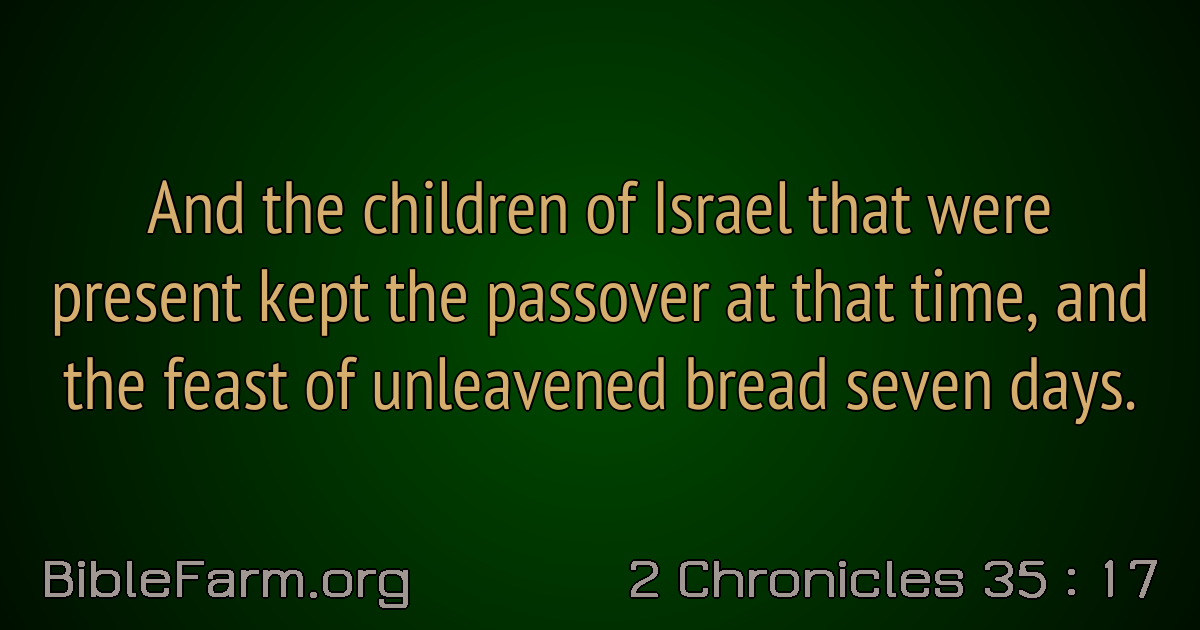 And the children of Israel that were
present kept the passover at that time, and
the feast of unleavened bread seven days.
BibleFarm.org
2 Chronicles 35 : 17